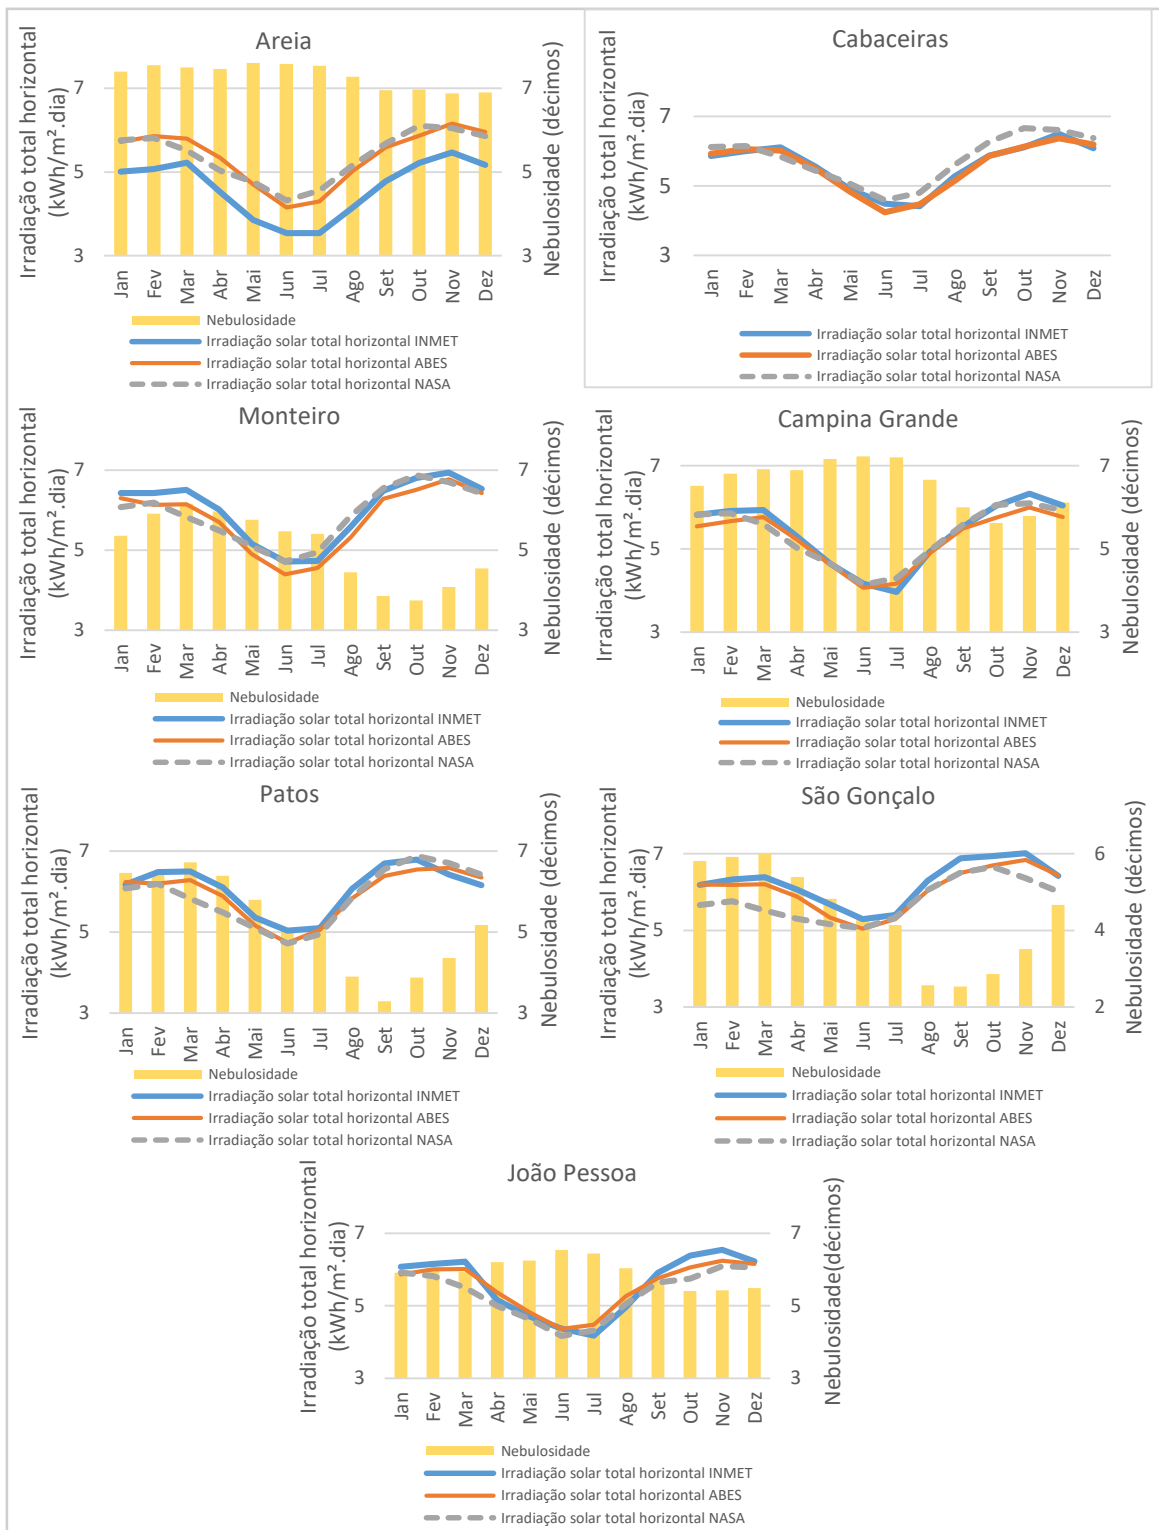 Areia
Irradiação total horizontal
(kWh/m².dia)
Nebulosidade (décimos)
7
5
3
7
5
3
Jan Fev Mar Abr Mai Jun Jul Ago Set Out Nov Dez
Nebulosidade
Irradiação solar total horizontal INMET
Irradiação solar total horizontal ABES
Irradiação solar total horizontal NASA
Cabaceiras
Irradiação total horizontal
(kWh/m².dia)
7
5
3
Jan Fev Mar Abr Mai Jun Jul Ago Set Out Nov Dez
Irradiação solar total horizontal INMET
Irradiação solar total horizontal ABES
Irradiação solar total horizontal NASA
Monteiro
Irradiação total horizontal
(kWh/m².dia)
Nebulosidade (décimos)
7
5
3
7
5
3
Jan Fev Mar Abr Mai Jun Jul Ago Set Out Nov Dez
Nebulosidade
Irradiação solar total horizontal INMET
Irradiação solar total horizontal ABES
Irradiação solar total horizontal NASA
Campina Grande
Irradiação total horizontal
(kWh/m².dia)
Nebulosidade (décimos)
7
5
3
7
5
3
Jan Fev Mar Abr Mai Jun Jul Ago Set Out Nov Dez
Nebulosidade
Irradiação solar total horizontal INMET
Irradiação solar total horizontal ABES
Irradiação solar total horizontal NASA
Patos
Irradiação total horizontal
(kWh/m².dia)
Nebulosidade (décimos)
7
5
3
7
5
3
Jan Fev Mar Abr Mai Jun Jul Ago Set Out Nov Dez
Nebulosidade
Irradiação solar total horizontal INMET
Irradiação solar total horizontal ABES
Irradiação solar total horizontal NASA
São Gonçalo
Irradiação total horizontal
(kWh/m².dia)
Nebulosidade (décimos)
7
5
3
6
4
2
Jan Fev Mar Abr Mai Jun Jul Ago Set Out Nov Dez
Nebulosidade
Irradiação solar total horizontal INMET
Irradiação solar total horizontal ABES
Irradiação solar total horizontal NASA
João Pessoa
Irradiação total horizontal
(kWh/m².dia)
Nebulosidade(décimos)
7
5
3
7
5
3
Jan Fev Mar Abr Mai Jun Jul Ago Set Out Nov Dez
Nebulosidade
Irradiação solar total horizontal INMET
Irradiação solar total horizontal ABES
Irradiação solar total horizontal NASA